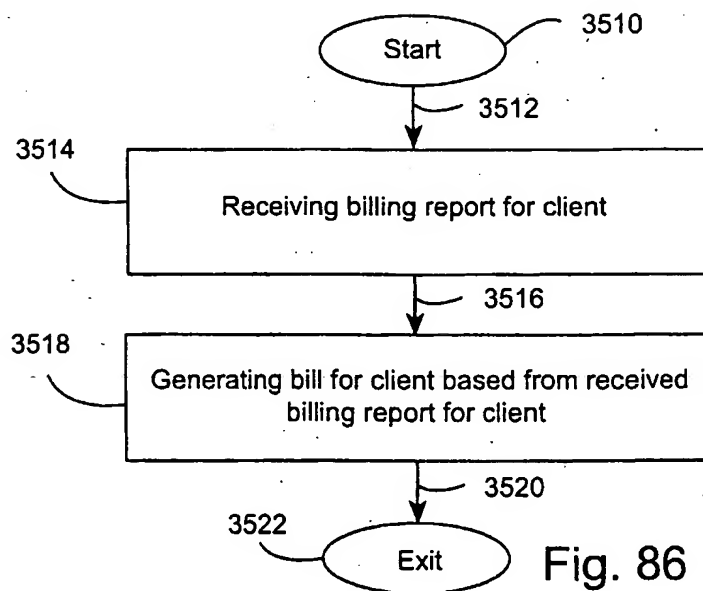 Start
3510
3512
3514
Receiving billing report for client
3516
3518
Generating bill for client based from received
billing report for client
3520
3522
Exit
Fig. 86